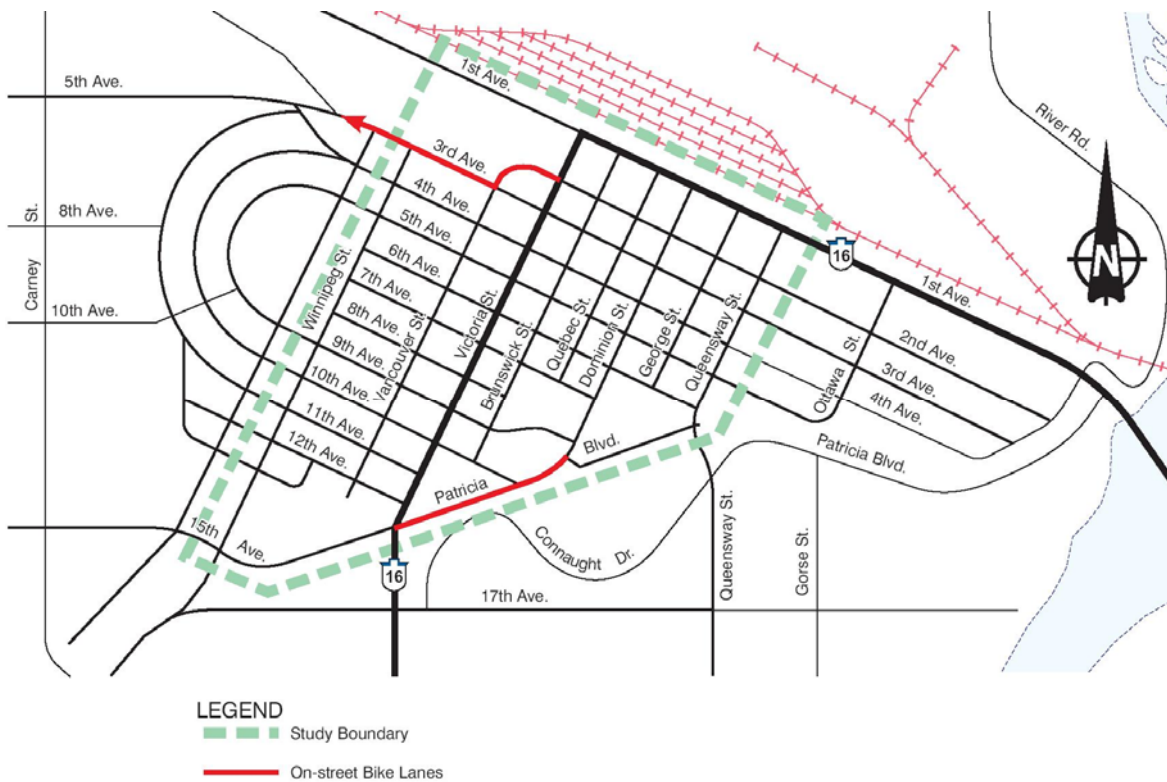 1st Ave.
5th Ave.
River Rd.
3rd Ave.
4th Ave.
8th Ave.
5th Ave.
Carney St.
6th Ave.
16
N
7th Ave.
1st Ave.
Winnipeg St.
10th Ave.
8th Ave.
Vancouver St.
Victoria St.
Quebec St.
Dominion St.
George St.
Queensway St.
2nd Ave.
9th Ave.
Brunswick St.
Ottawa St.
3rd Ave.
10th Ave.
4th Ave.
11th Ave.
12th Ave.
Blvd.
Patricia Blvd.
Patricia
15th Ave.
Connaught Dr.
Queensway St.
Gorse St.
16
17th Ave.
LEGEND
Study Boundary
On-street Bike Lanes